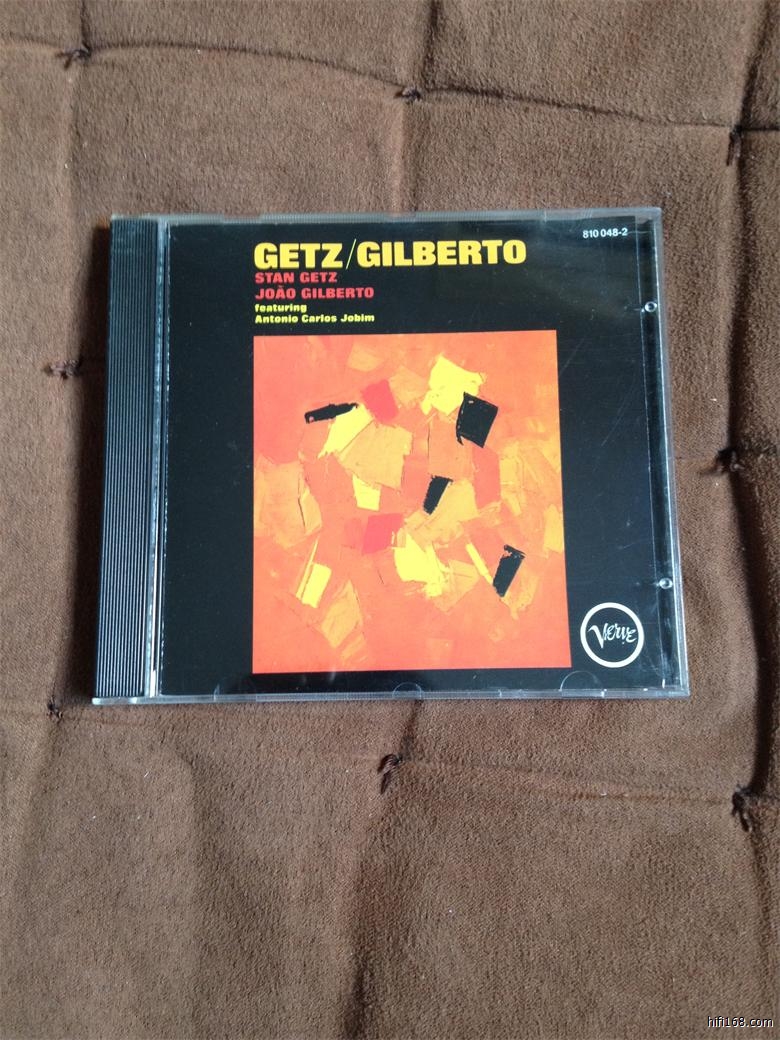 810 048-2
GETZ/GILBERTO
STAN GETZ
JOÃO GILBERTO
featuring
Antonio Carlos Jobim
Verve
hifi168.com